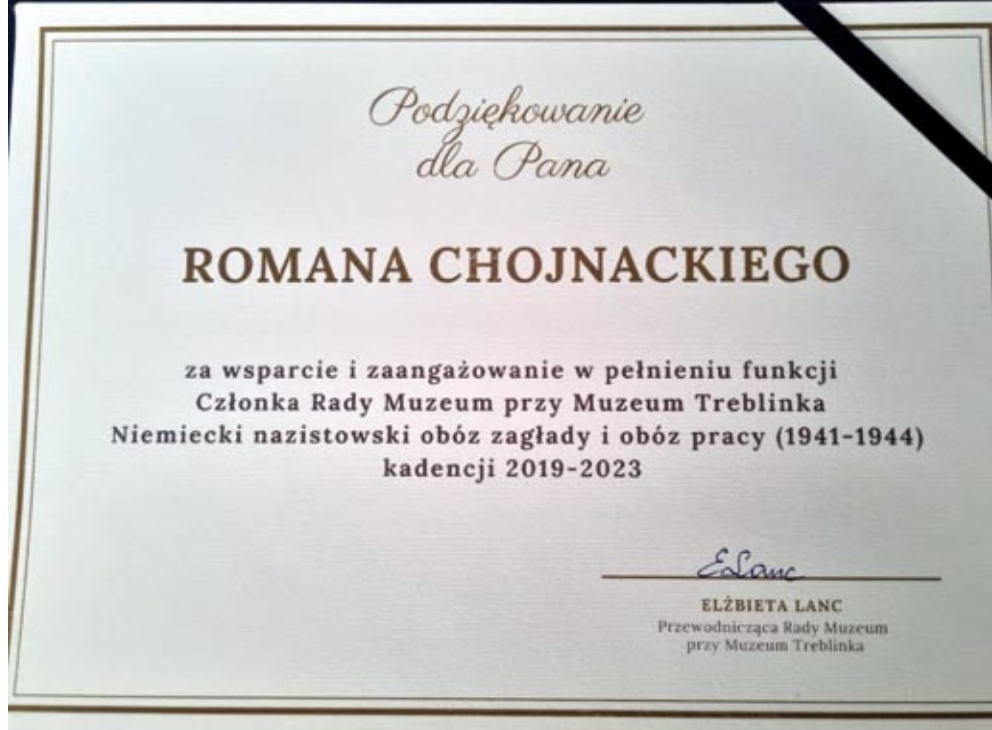 Podziękowanie
dla Pana
ROMANA CHOJNACKIEGO
za wsparcie i zaangażowanie w pełnieniu funkcji
Członka Rady Muzeum przy Muzeum Treblinka
Niemiecki nazistowski obóz zagłady i obóz pracy (1941-1944)
kadencji 2019-2023
ELanc
ELŻBIETA LANC
Przewodnicząca Rady Muzeum
przy Muzeum Treblinka